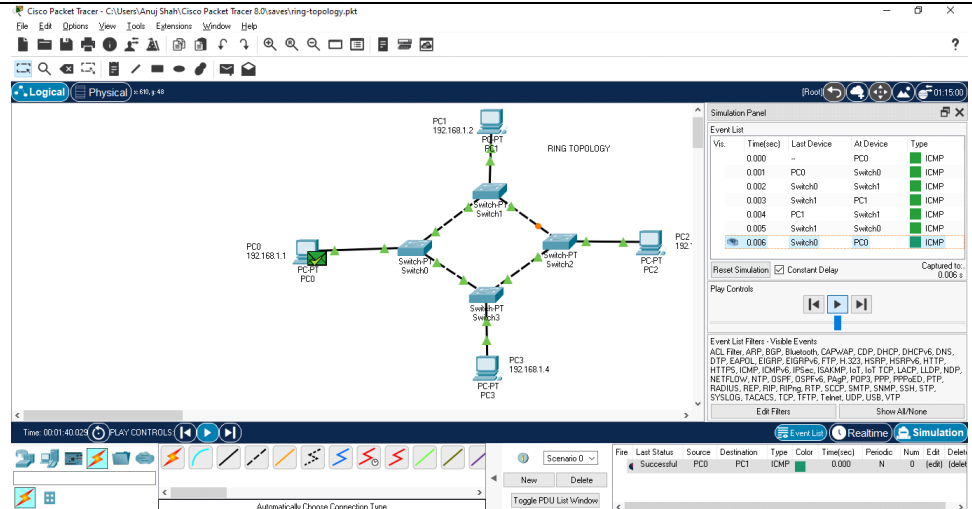 Cisco Packet Tracer - C:\Users\Anuj Shah\Cisco Packet Tracer 8.0\saves\ring-topology.pkt
File Edit Options View Tools Extensions Window Help
?
Logical Physical x: 610, y: 48 [Root] 01:15:00
PC1
192.168.1.2
PC-PT
PC1
RING TOPOLOGY
Switch-PT
Switch1
PC0
192.168.1.1
PC-PT
PC0
Switch-PT
Switch0
Switch-PT
Switch2
PC2
192.
PC-PT
PC2
Switch-PT
Switch3
PC3
192.168.1.4
PC-PT
PC3
Simulation Panel
Event List
Vis. Time(sec) Last Device At Device Type
0.000 -- PC0 ICMP
0.001 PC0 Switch0 ICMP
0.002 Switch0 Switch1 ICMP
0.003 Switch1 PC1 ICMP
0.004 PC1 Switch1 ICMP
0.005 Switch1 Switch0 ICMP
0.006 Switch0 PC0 ICMP
Reset Simulation Constant Delay Captured to:
0.006 s
Play Controls
Event List Filters - Visible Events
ACL Filter, ARP, BGP, Bluetooth, CAPWAP, CDP, DHCP, DHCPv6, DNS,
DTP, EAPOL, EIGRP, EIGRPv6, FTP, H.323, HSRP, HSRPv6, HTTP,
HTTPS, ICMP, ICMPv6, IPSec, ISAKMP, IoT, IoT TCP, LACP, LLDP, NDP,
NETFLOW, NTP, OSPF, OSPFv6, PAgP, POP3, PPP, PPPoED, PTP,
RADIUS, REP, RIP, RIPng, RTP, SCCP, SMTP, SNMP, SSH, STP,
SYSLOG, TACACS, TCP, TFTP, Telnet, UDP, USB, VTP
Edit Filters Show All/None
Time: 00:01:40.029 PLAY CONTROLS: Event List Realtime Simulation
Scenario 0
New Delete
Toggle PDU List Window
Fire Last Status Source Destination Type Color Time(sec) Periodic Num Edit Delet
Successful PC0 PC1 ICMP 0.000 N 0 (edit) (delet
Automatically Choose Connection Type